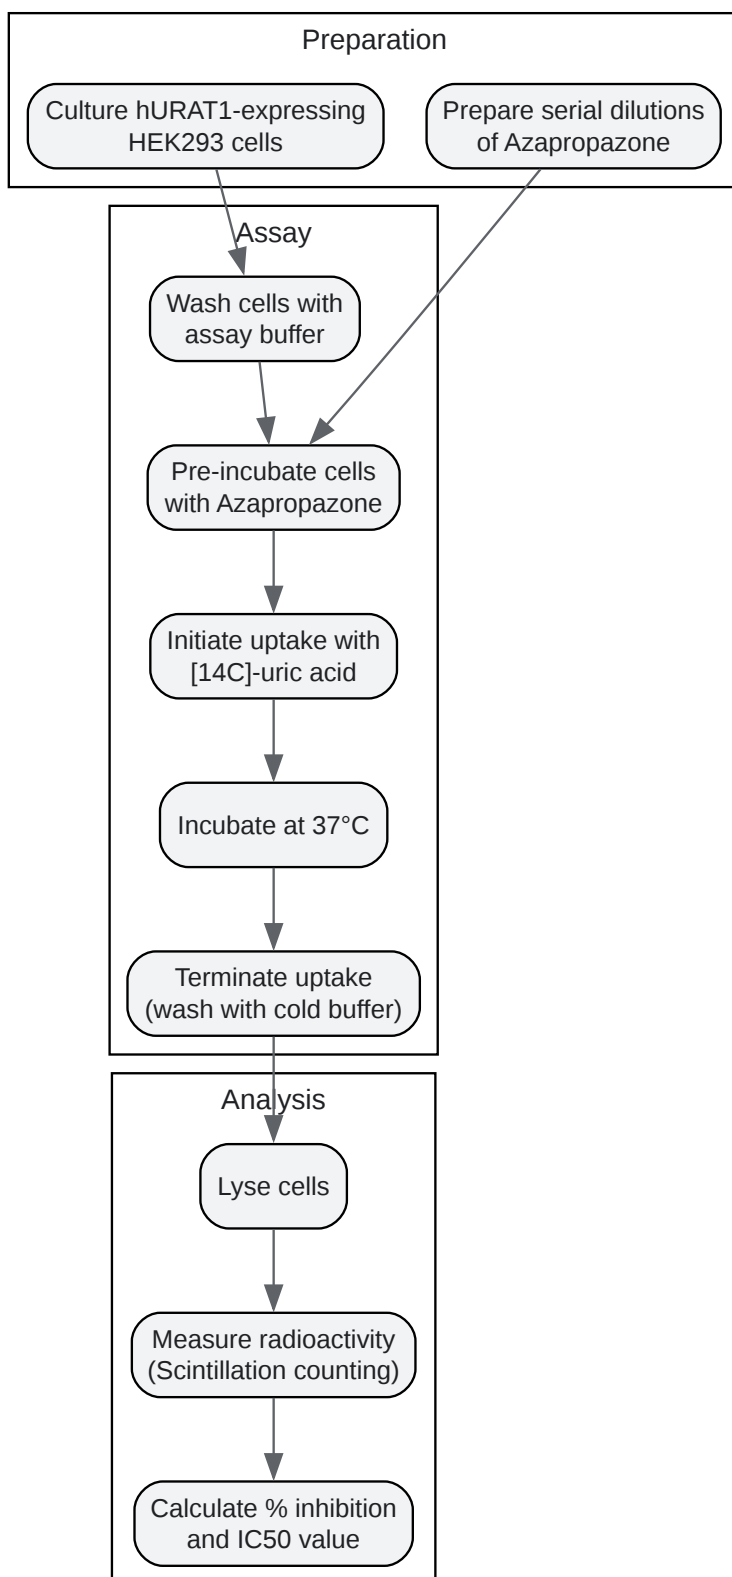 Preparation
Culture hURAT1-expressing
HEK293 cells
Prepare serial dilutions
of Azapropazone
Assay
Wash cells with
assay buffer
Pre-incubate cells
with Azapropazone
Initiate uptake with
[14C]-uric acid
Incubate at 37°C
Terminate uptake
(wash with cold buffer)
Analysis
Lyse cells
Measure radioactivity
(Scintillation counting)
Calculate % inhibition
and IC50 value